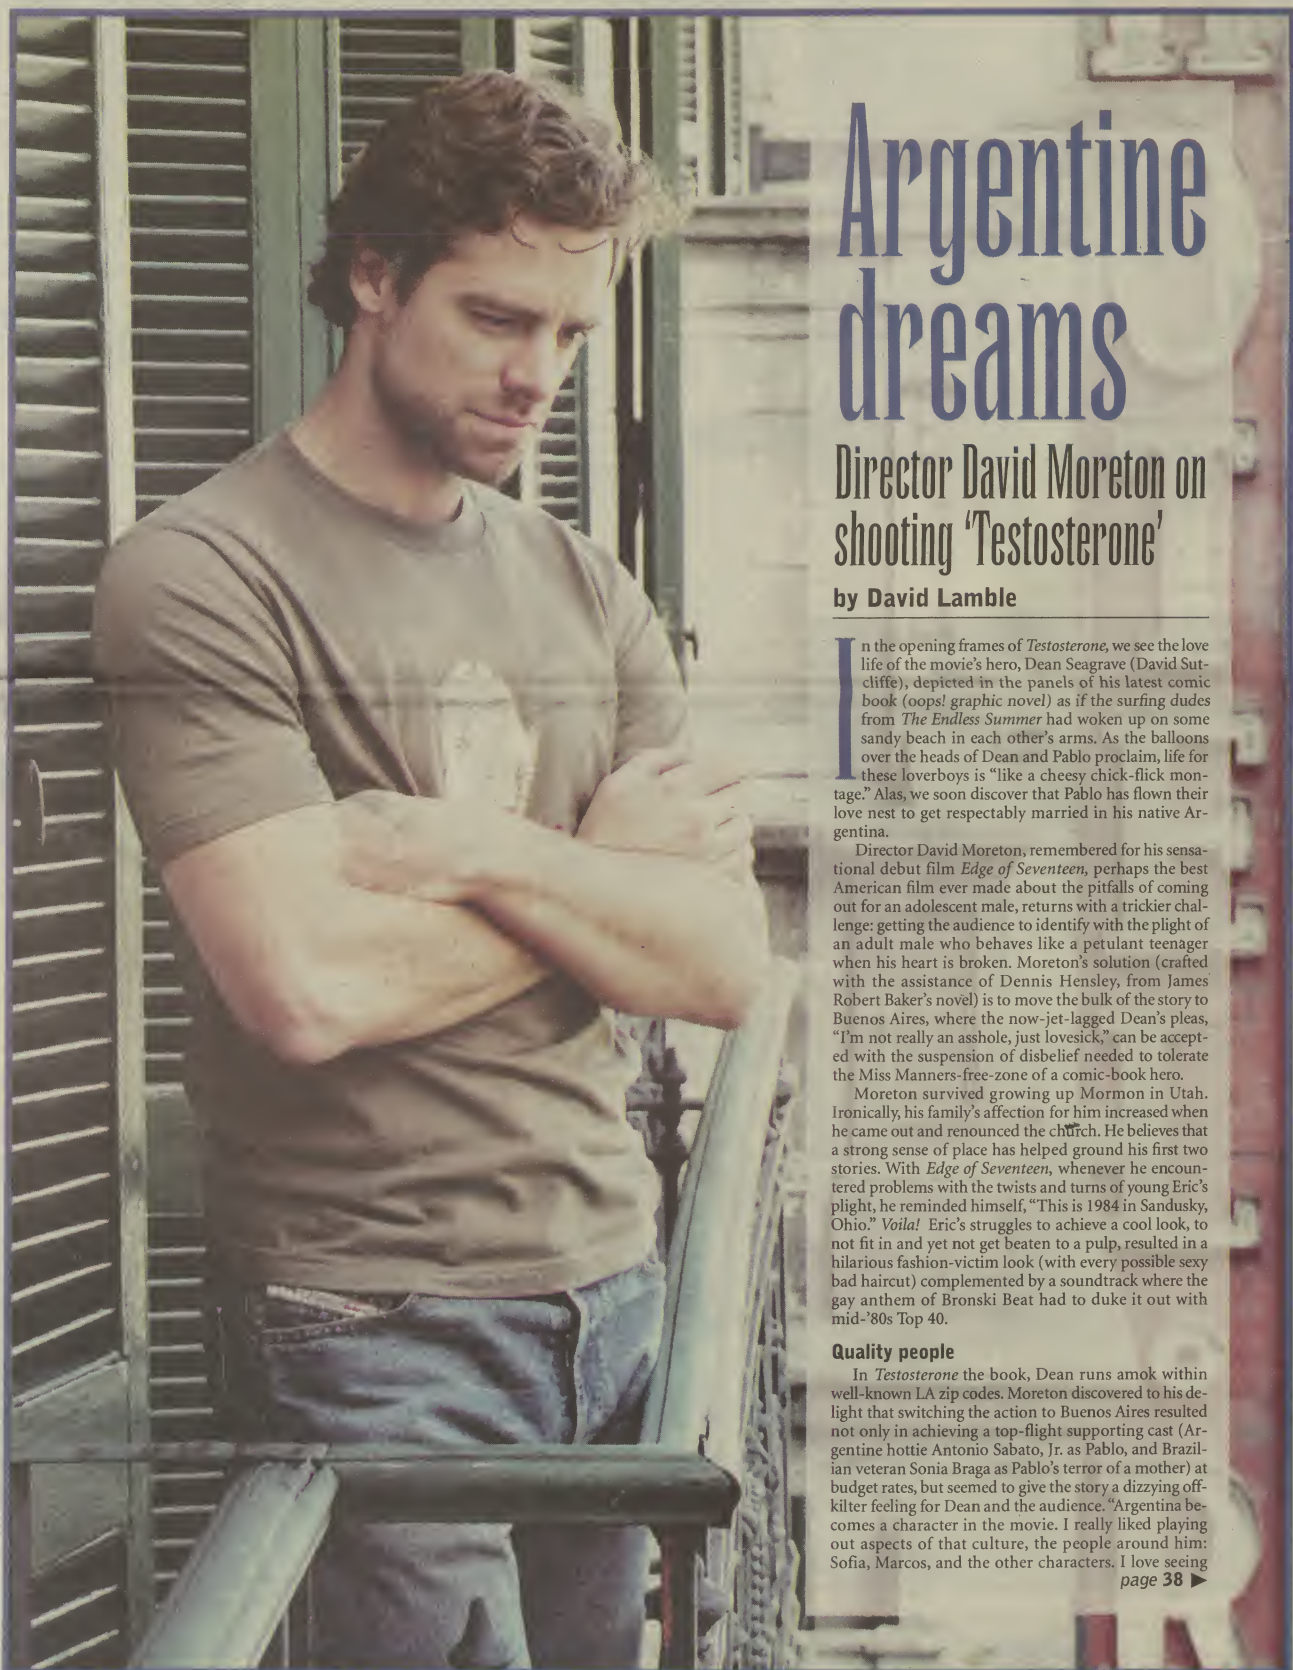 Argentine
dreams
Director David Moreton on
shooting ‘Testosterone’
by David Lamble
In the opening frames of Testosterone, we see the love
life of the movie's hero, Dean Seagrave (David Sut-
cliffe), depicted in the panels of his latest comic
book (oops! graphic novel) as if the surfing dudes
from The Endless Summer had woken up on some
sandy beach in each other's arms. As the balloons
over the heads of Dean and Pablo proclaim, life for
these loverboys is “like a cheesy chick-flick mon-
tage.” Alas, we soon discover that Pablo has flown their
love nest to get respectably married in his native Ar-
gentina.
Director David Moreton, remembered for his sensa-
tional debut film Edge of Seventeen, perhaps the best
American film ever made about the pitfalls of coming
out for an adolescent male, returns with a trickier chal-
lenge: getting the audience to identify with the plight of
an adult male who behaves like a petulant teenager
when his heart is broken. Moreton's solution (crafted
with the assistance of Dennis Hensley, from James
Robert Baker's novel) is to move the bulk of the story to
Buenos Aires, where the now-jet-lagged Dean's pleas,
“I'm not really an asshole, just lovesick,” can be accept-
ed with the suspension of disbelief needed to tolerate
the Miss Manners-free-zone of a comic-book hero.
Moreton survived growing up Mormon in Utah.
Ironically, his family's affection for him increased when
he came out and renounced the church. He believes that
a strong sense of place has helped ground his first two
stories. With Edge of Seventeen, whenever he encoun-
tered problems with the twists and turns of young Eric's
plight, he reminded himself, “This is 1984 in Sandusky,
Ohio.” Voila! Eric's struggles to achieve a cool look, to
not fit in and yet not get beaten to a pulp, resulted in a
hilarious fashion-victim look (with every possible sexy
bad haircut) complemented by a soundtrack where the
gay anthem of Bronski Beat had to duke it out with
mid-'80s Top 40.
Quality people
In Testosterone the book, Dean runs amok within
well-known LA zip codes. Moreton discovered to his de-
light that switching the action to Buenos Aires resulted
not only in achieving a top-flight supporting cast (Ar-
gentine hottie Antonio Sabato, Jr. as Pablo, and Brazil-
ian veteran Sonia Braga as Pablo's terror of a mother) at
budget rates, but seemed to give the story a dizzying off-
kilter feeling for Dean and the audience. “Argentina be-
comes a character in the movie. I really liked playing
out aspects of that culture, the people around him:
Sofia, Marcos, and the other characters. I love seeing
page 38 ▶